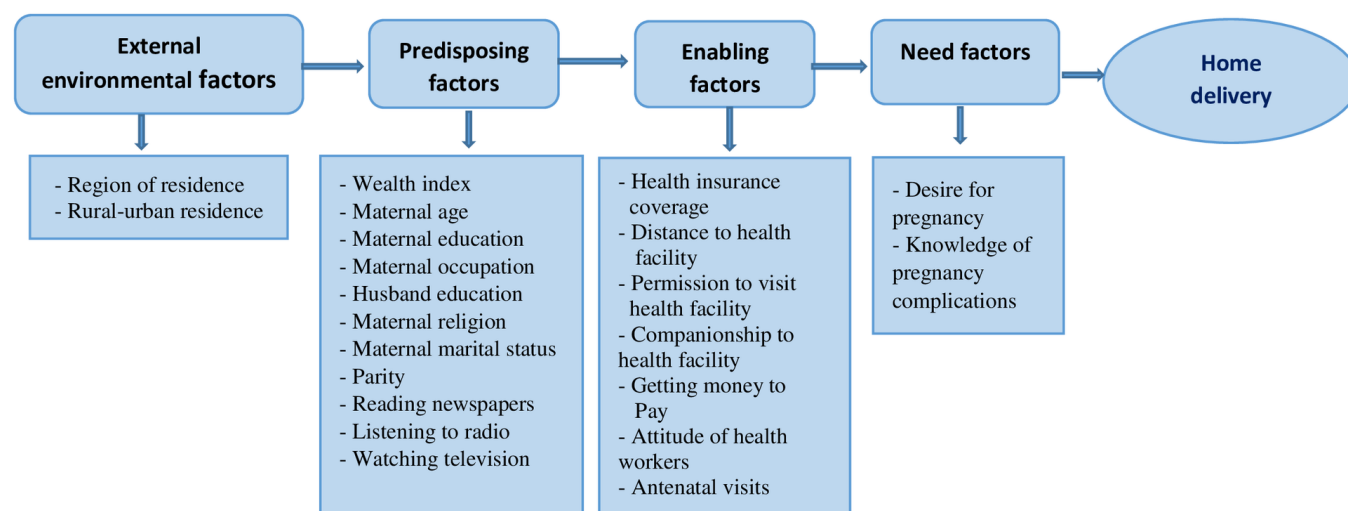 External
environmental factors
Predisposing
factors
Enabling
factors
Need factors
Home
delivery
- Region of residence
- Rural-urban residence
- Wealth index
- Maternal age
- Maternal education
- Maternal occupation
- Husband education
- Maternal religion
- Maternal marital status
- Parity
- Reading newspapers
- Listening to radio
- Watching television
- Health insurance
coverage
- Distance to health
facility
- Permission to visit
health facility
- Companionship to
health facility
- Getting money to
Pay
- Attitude of health
workers
- Antenatal visits
- Desire for
pregnancy
- Knowledge of
pregnancy
complications